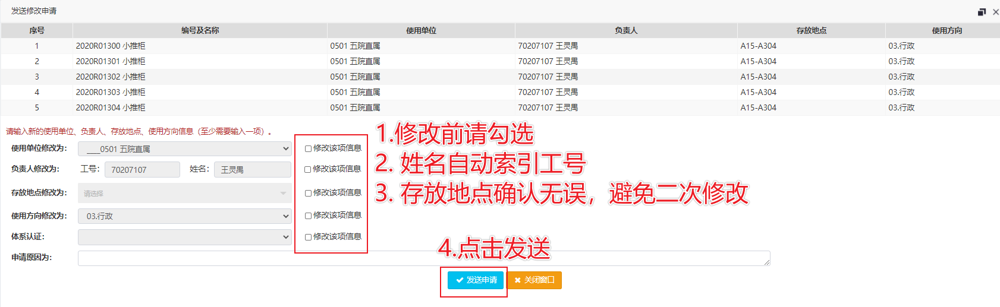 发送修改申请
序号 编号及名称 使用单位 负责人 存放地点 使用方向
1 2020R01300 小推柜 0501 五院直属 70207107 王灵禺 A15-A304 03.行政
2 2020R01301 小推柜 0501 五院直属 70207107 王灵禺 A15-A304 03.行政
3 2020R01302 小推柜 0501 五院直属 70207107 王灵禺 A15-A304 03.行政
4 2020R01303 小推柜 0501 五院直属 70207107 王灵禺 A15-A304 03.行政
5 2020R01304 小推柜 0501 五院直属 70207107 王灵禺 A15-A304 03.行政
请输入新的使用单位、负责人、存放地点、使用方向信息（至少需要输入一项）。
1.修改前请勾选
使用单位修改为： ____0501 五院直属 修改该项信息
2. 姓名自动索引工号
负责人修改为： 工号： 70207107 姓名： 王灵禺 修改该项信息
3. 存放地点确认无误，避免二次修改
存放地点修改为： 请选择 修改该项信息
使用方向修改为： 03.行政 修改该项信息
体系认证： 修改该项信息
4.点击发送
申请原因为：
发送申请 关闭窗口